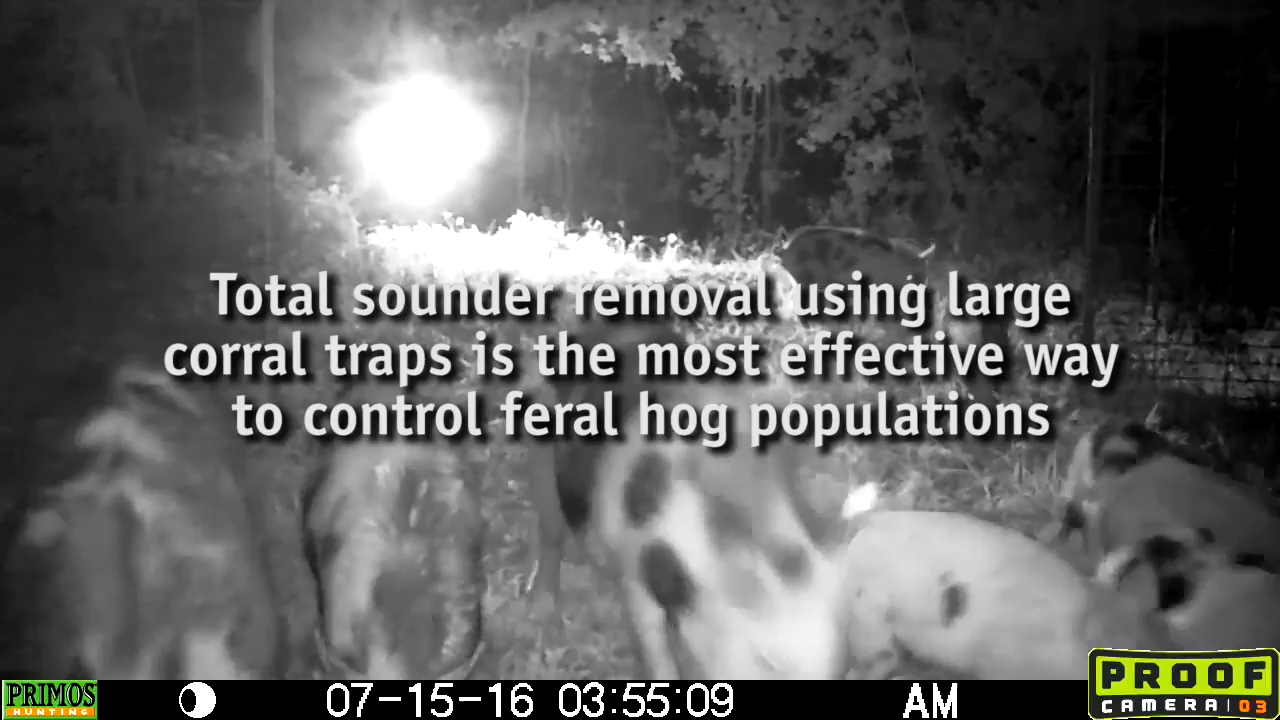 Total sounder removal using large
corral traps is the most effective way
to control feral hog populations
PROOF
CAMERA 03
PRIMOS
HUNTING
07-15-16 03:55:09 AM